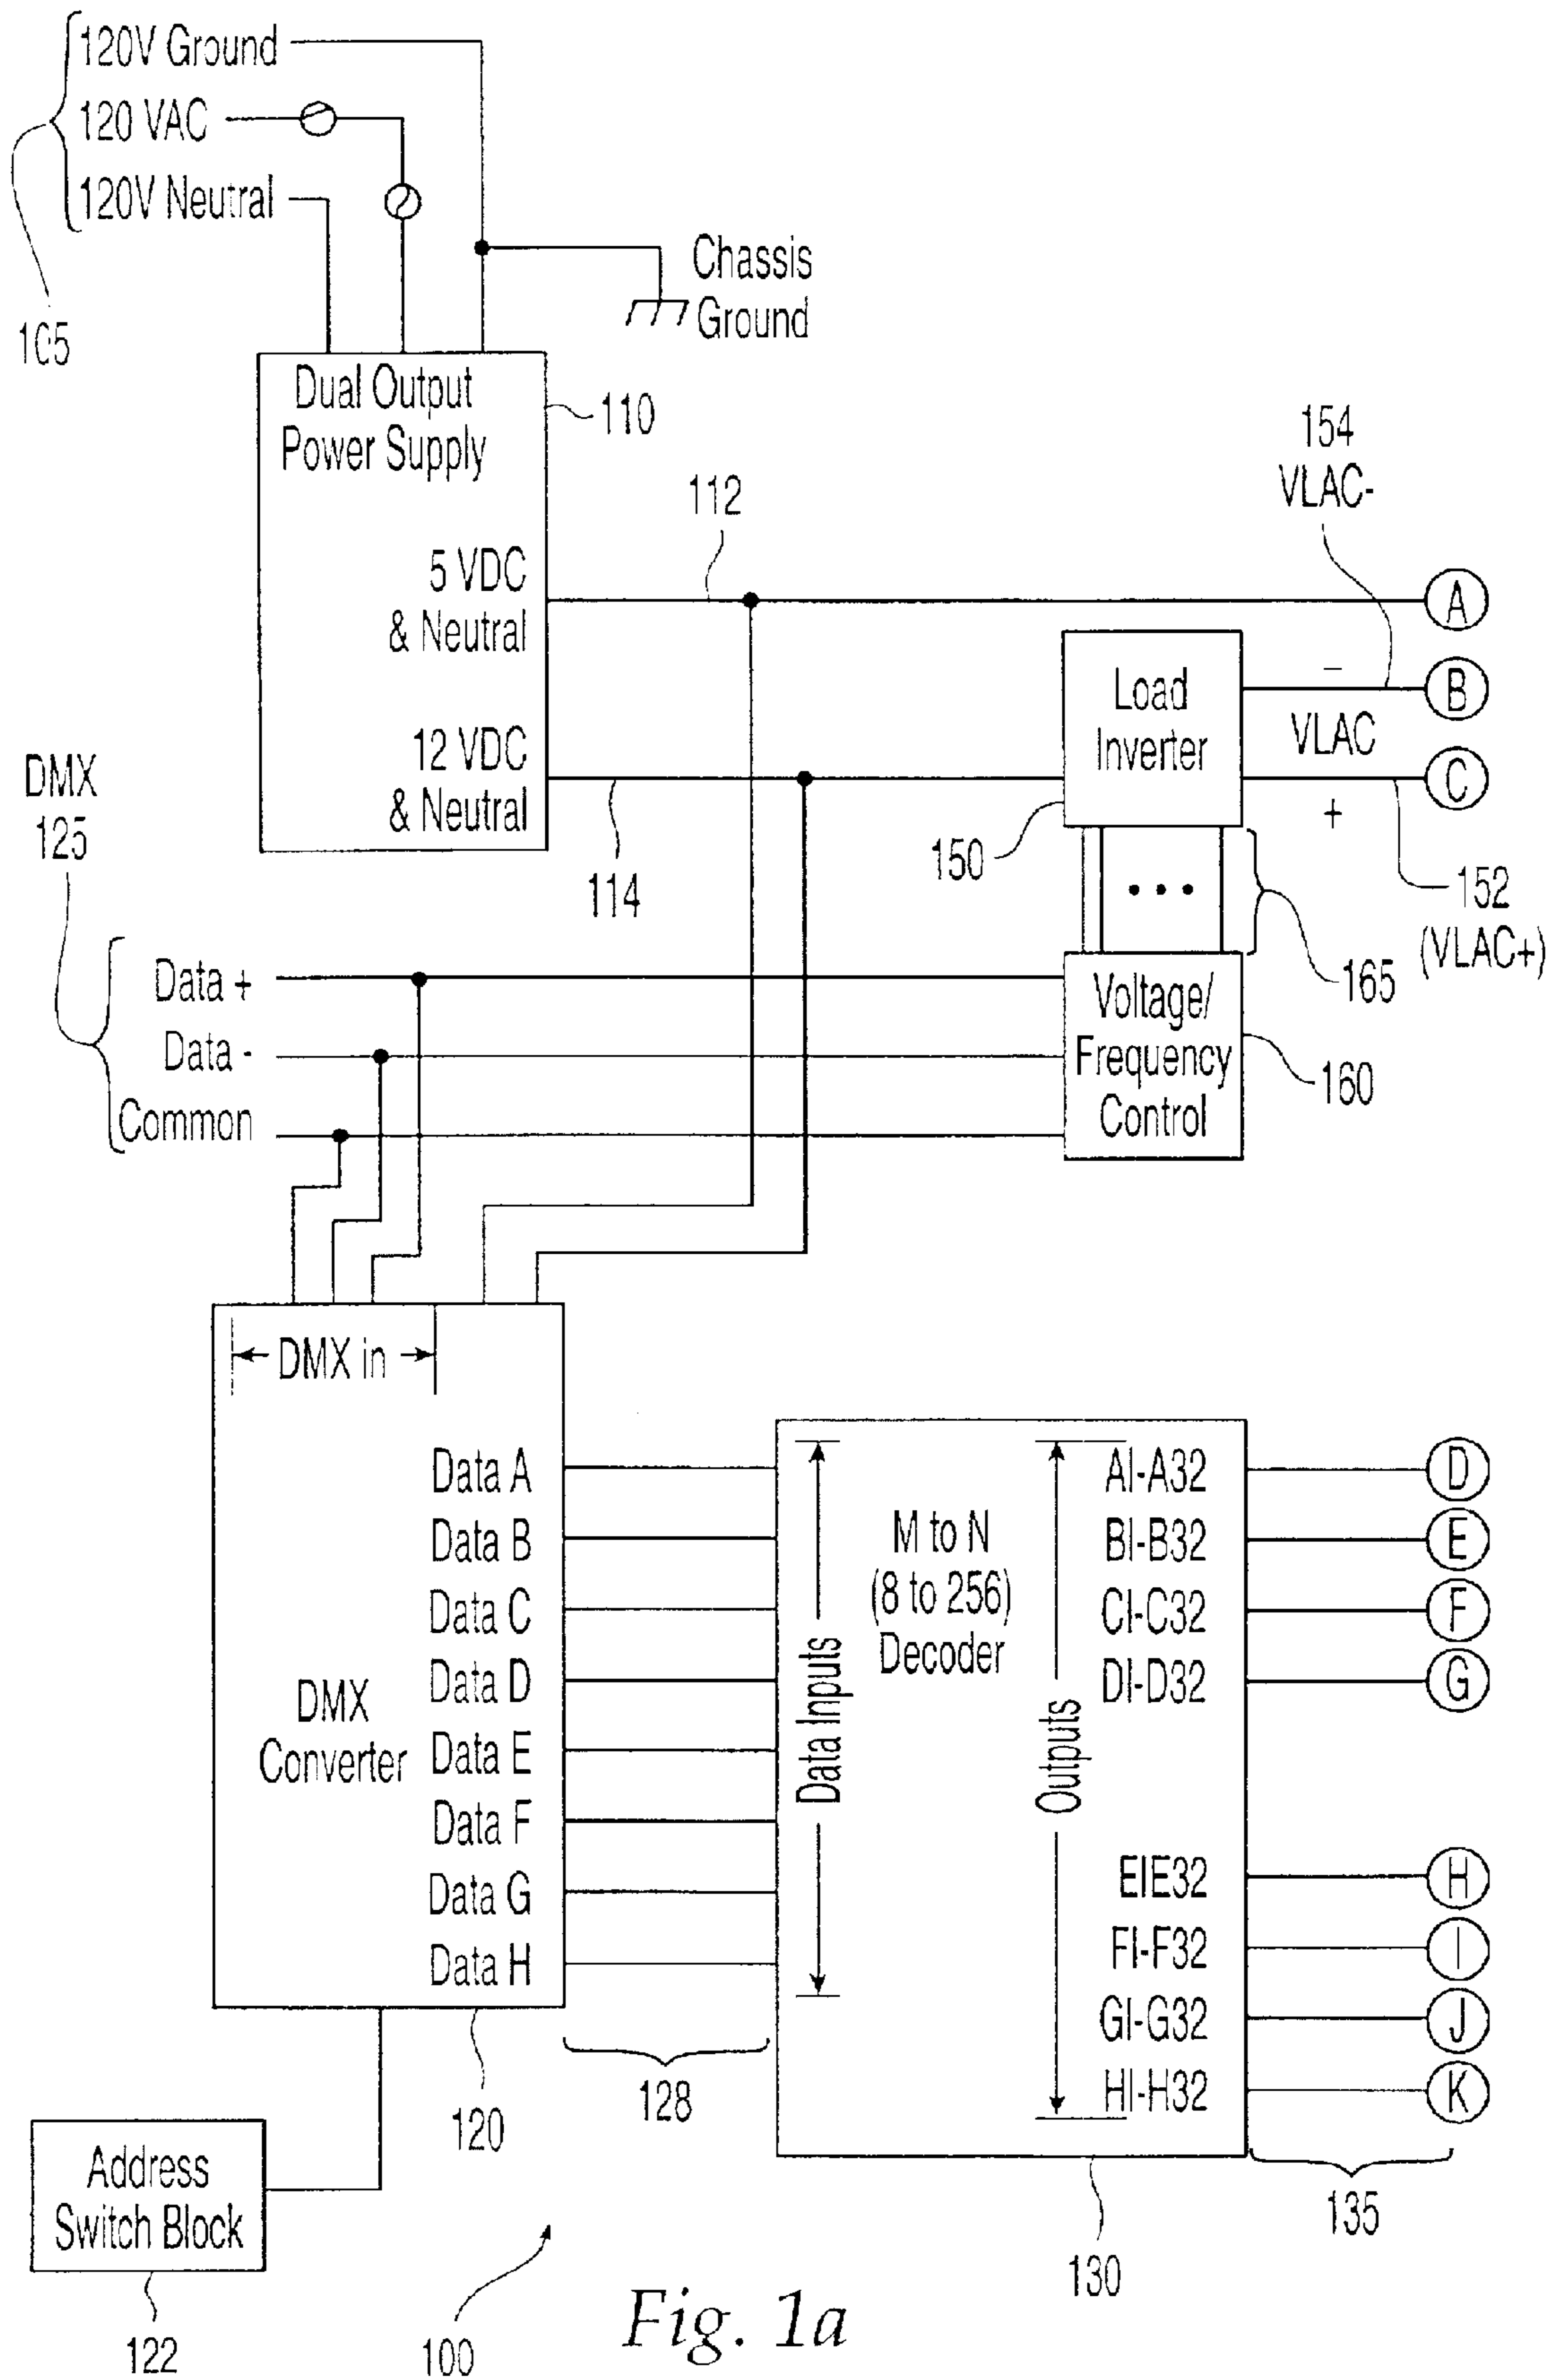 120V Ground
120 VAC
120V Neutral
105
Chassis
Ground
Dual Output
Power Supply
110
154
VLAC-
112
5 VDC
& Neutral
A
Load
Inverter
–
B
VLAC
12 VDC
& Neutral
C
+
DMX
125
150
114
152
(VLAC+)
165
Data +
Data -
Common
Voltage/
Frequency
Control
160
DMX in
Data A
Data B
Data C
Data D
Data E
Data F
Data G
Data H
DMX
Converter
Data Inputs
M to N
(8 to 256)
Decoder
Outputs
AI-A32
BI-B32
CI-C32
DI-D32
EIE32
FI-F32
GI-G32
HI-H32
D
E
F
G
H
I
J
K
128
120
135
130
Address
Switch Block
122
100
Fig. 1a